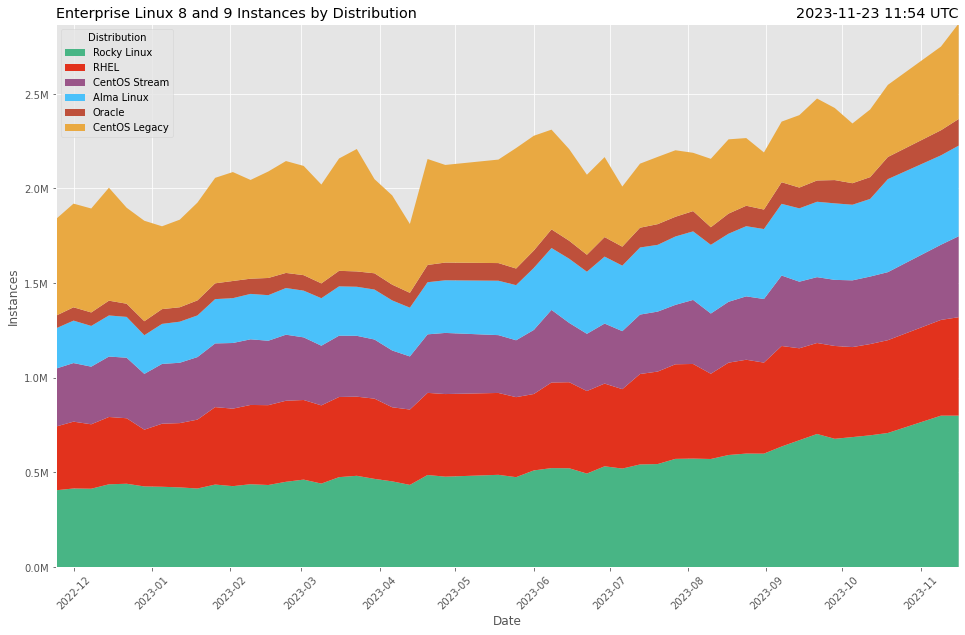 Enterprise Linux 8 and 9 Instances by Distribution
2023-11-23 11:54 UTC
Distribution
Rocky Linux
RHEL
CentOS Stream
Alma Linux
Oracle
CentOS Legacy
2.5M
2.0M
1.5M
1.0M
0.5M
0.0M
Instances
2022-12
2023-01
2023-02
2023-03
2023-04
2023-05
2023-06
2023-07
2023-08
2023-09
2023-10
2023-11
Date